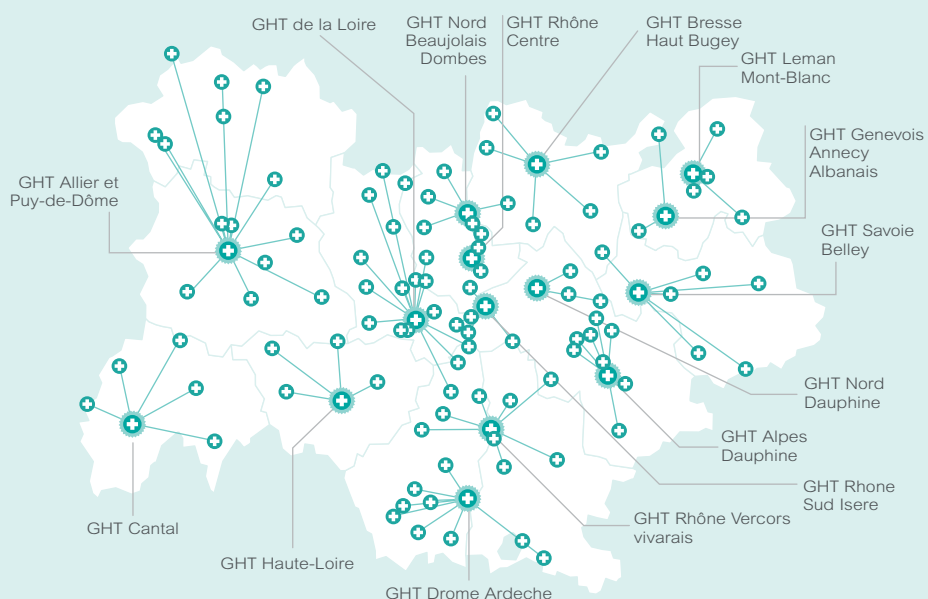 GHT de la Loire
GHT Nord
Beaujolais
Dombes
GHT Rhône
Centre
GHT Bresse
Haut Bugey
GHT Leman
Mont-Blanc
GHT Genevois
Annecy
Albanais
GHT Allier et
Puy-de-Dôme
GHT Savoie
Belley
GHT Nord
Dauphine
GHT Alpes
Dauphine
GHT Rhone
Sud Isere
GHT Rhône Vercors
vivarais
GHT Cantal
GHT Haute-Loire
GHT Drome Ardeche